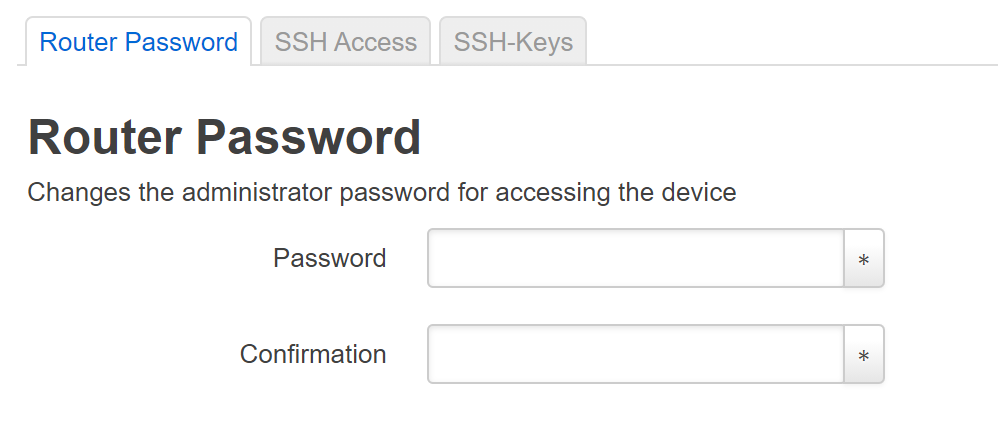 Router Password SSH Access SSH-Keys
Router Password
Changes the administrator password for accessing the device
Password *
Confirmation *